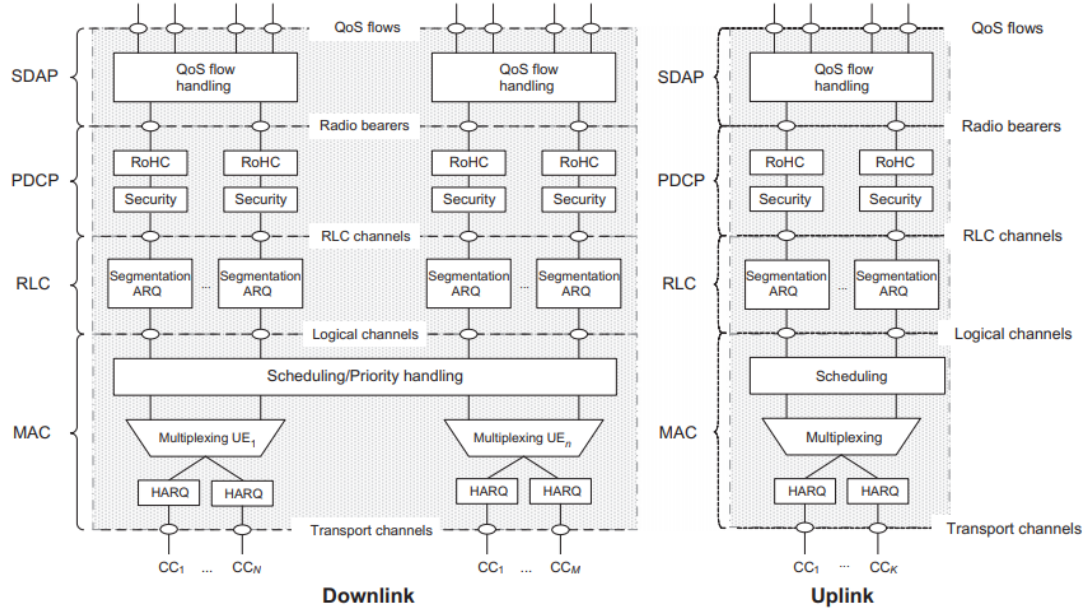 QoS flows
QoS flows
SDAP
QoS flow
handling
QoS flow
handling
SDAP
QoS flow
handling
Radio bearers
Radio bearers
PDCP
RoHC
RoHC
RoHC
RoHC
PDCP
RoHC
RoHC
Security
Security
Security
Security
Security
Security
RLC channels
RLC channels
RLC
Segmentation
ARQ
...
Segmentation
ARQ
Segmentation
ARQ
...
Segmentation
ARQ
RLC
Segmentation
ARQ
...
Segmentation
ARQ
Logical channels
Logical channels
MAC
Scheduling/Priority handling
MAC
Scheduling
Multiplexing UE1
Multiplexing UEn
Multiplexing
HARQ
HARQ
HARQ
HARQ
HARQ
HARQ
Transport channels
Transport channels
CC1 ... CCN
CC1 ... CCM
CC1 ... CCK
Downlink
Uplink